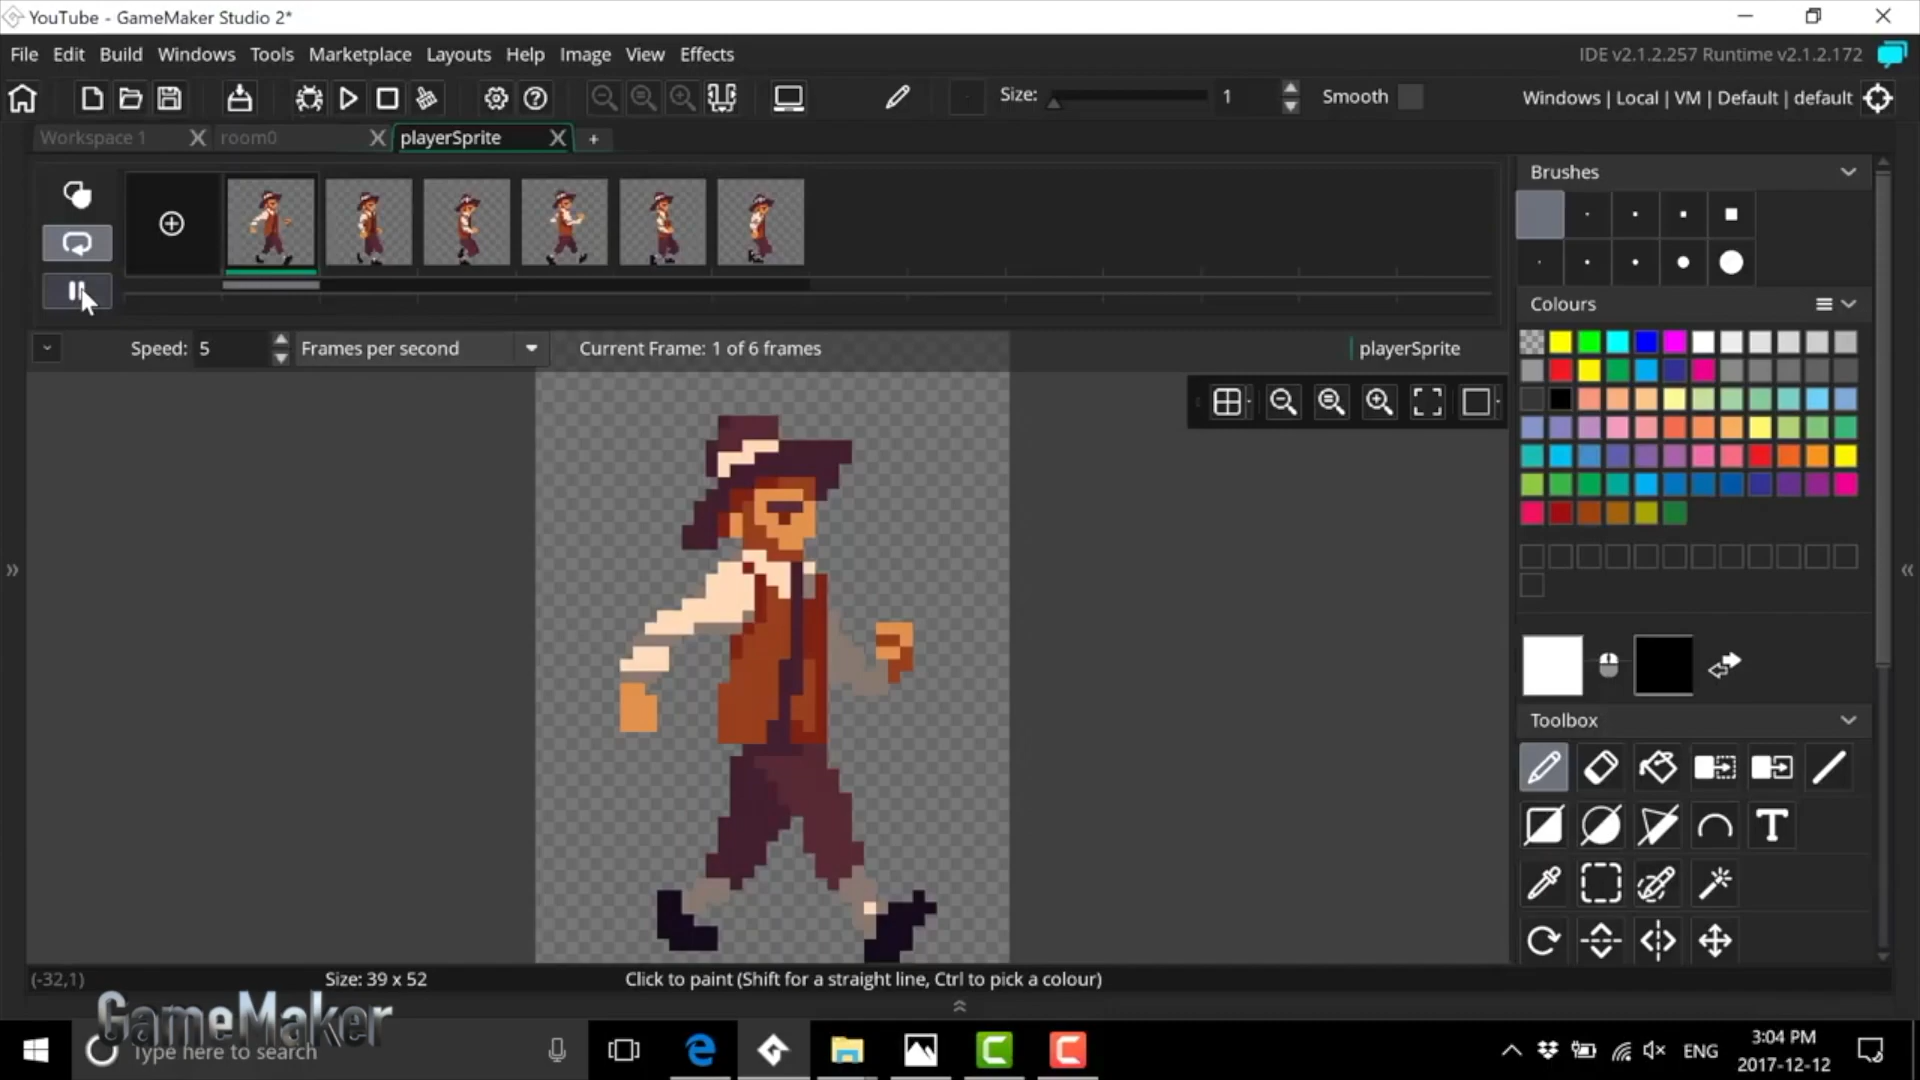 YouTube - GameMaker Studio 2*
File Edit Build Windows Tools Marketplace Layouts Help Image View Effects
IDE v2.1.2.257 Runtime v2.1.2.172
Size: 1 Smooth
Windows | Local | VM | Default | default
Workspace 1 room0 playerSprite
Brushes
Colours
Speed: 5 Frames per second Current Frame: 1 of 6 frames playerSprite
Toolbox
(-32,1) Size: 39 x 52 Click to paint (Shift for a straight line, Ctrl to pick a colour)
GameMaker
Type here to search
ENG
3:04 PM
2017-12-12